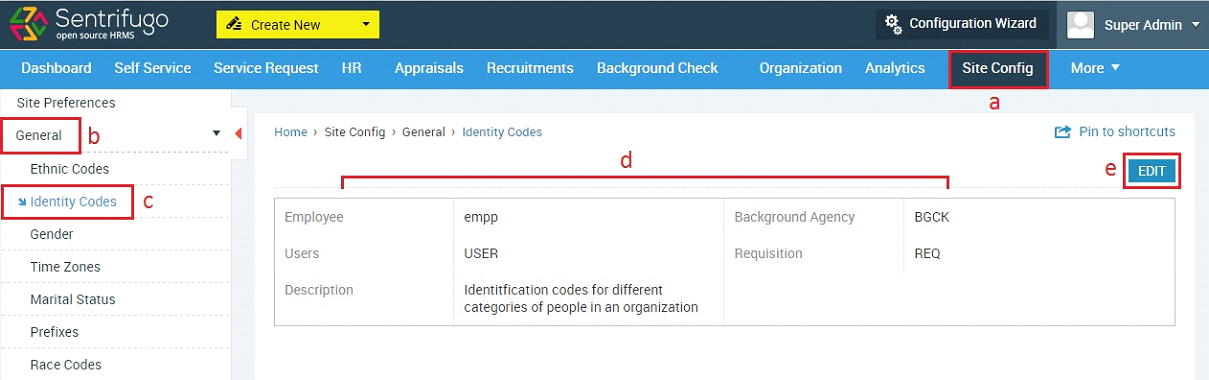 Sentrifugo
open source HRMS
Create New
Configuration Wizard
Super Admin
Dashboard Self Service Service Request HR Appraisals Recruitments Background Check Organization Analytics Site Config More
a
Site Preferences
General b
Ethnic Codes
Identity Codes c
Gender
Time Zones
Marital Status
Prefixes
Race Codes
Home › Site Config › General › Identity Codes
Pin to shortcuts
d
e EDIT
Employee empp Background Agency BGCK
Users USER Requisition REQ
Description Identitfication codes for different
categories of people in an organization